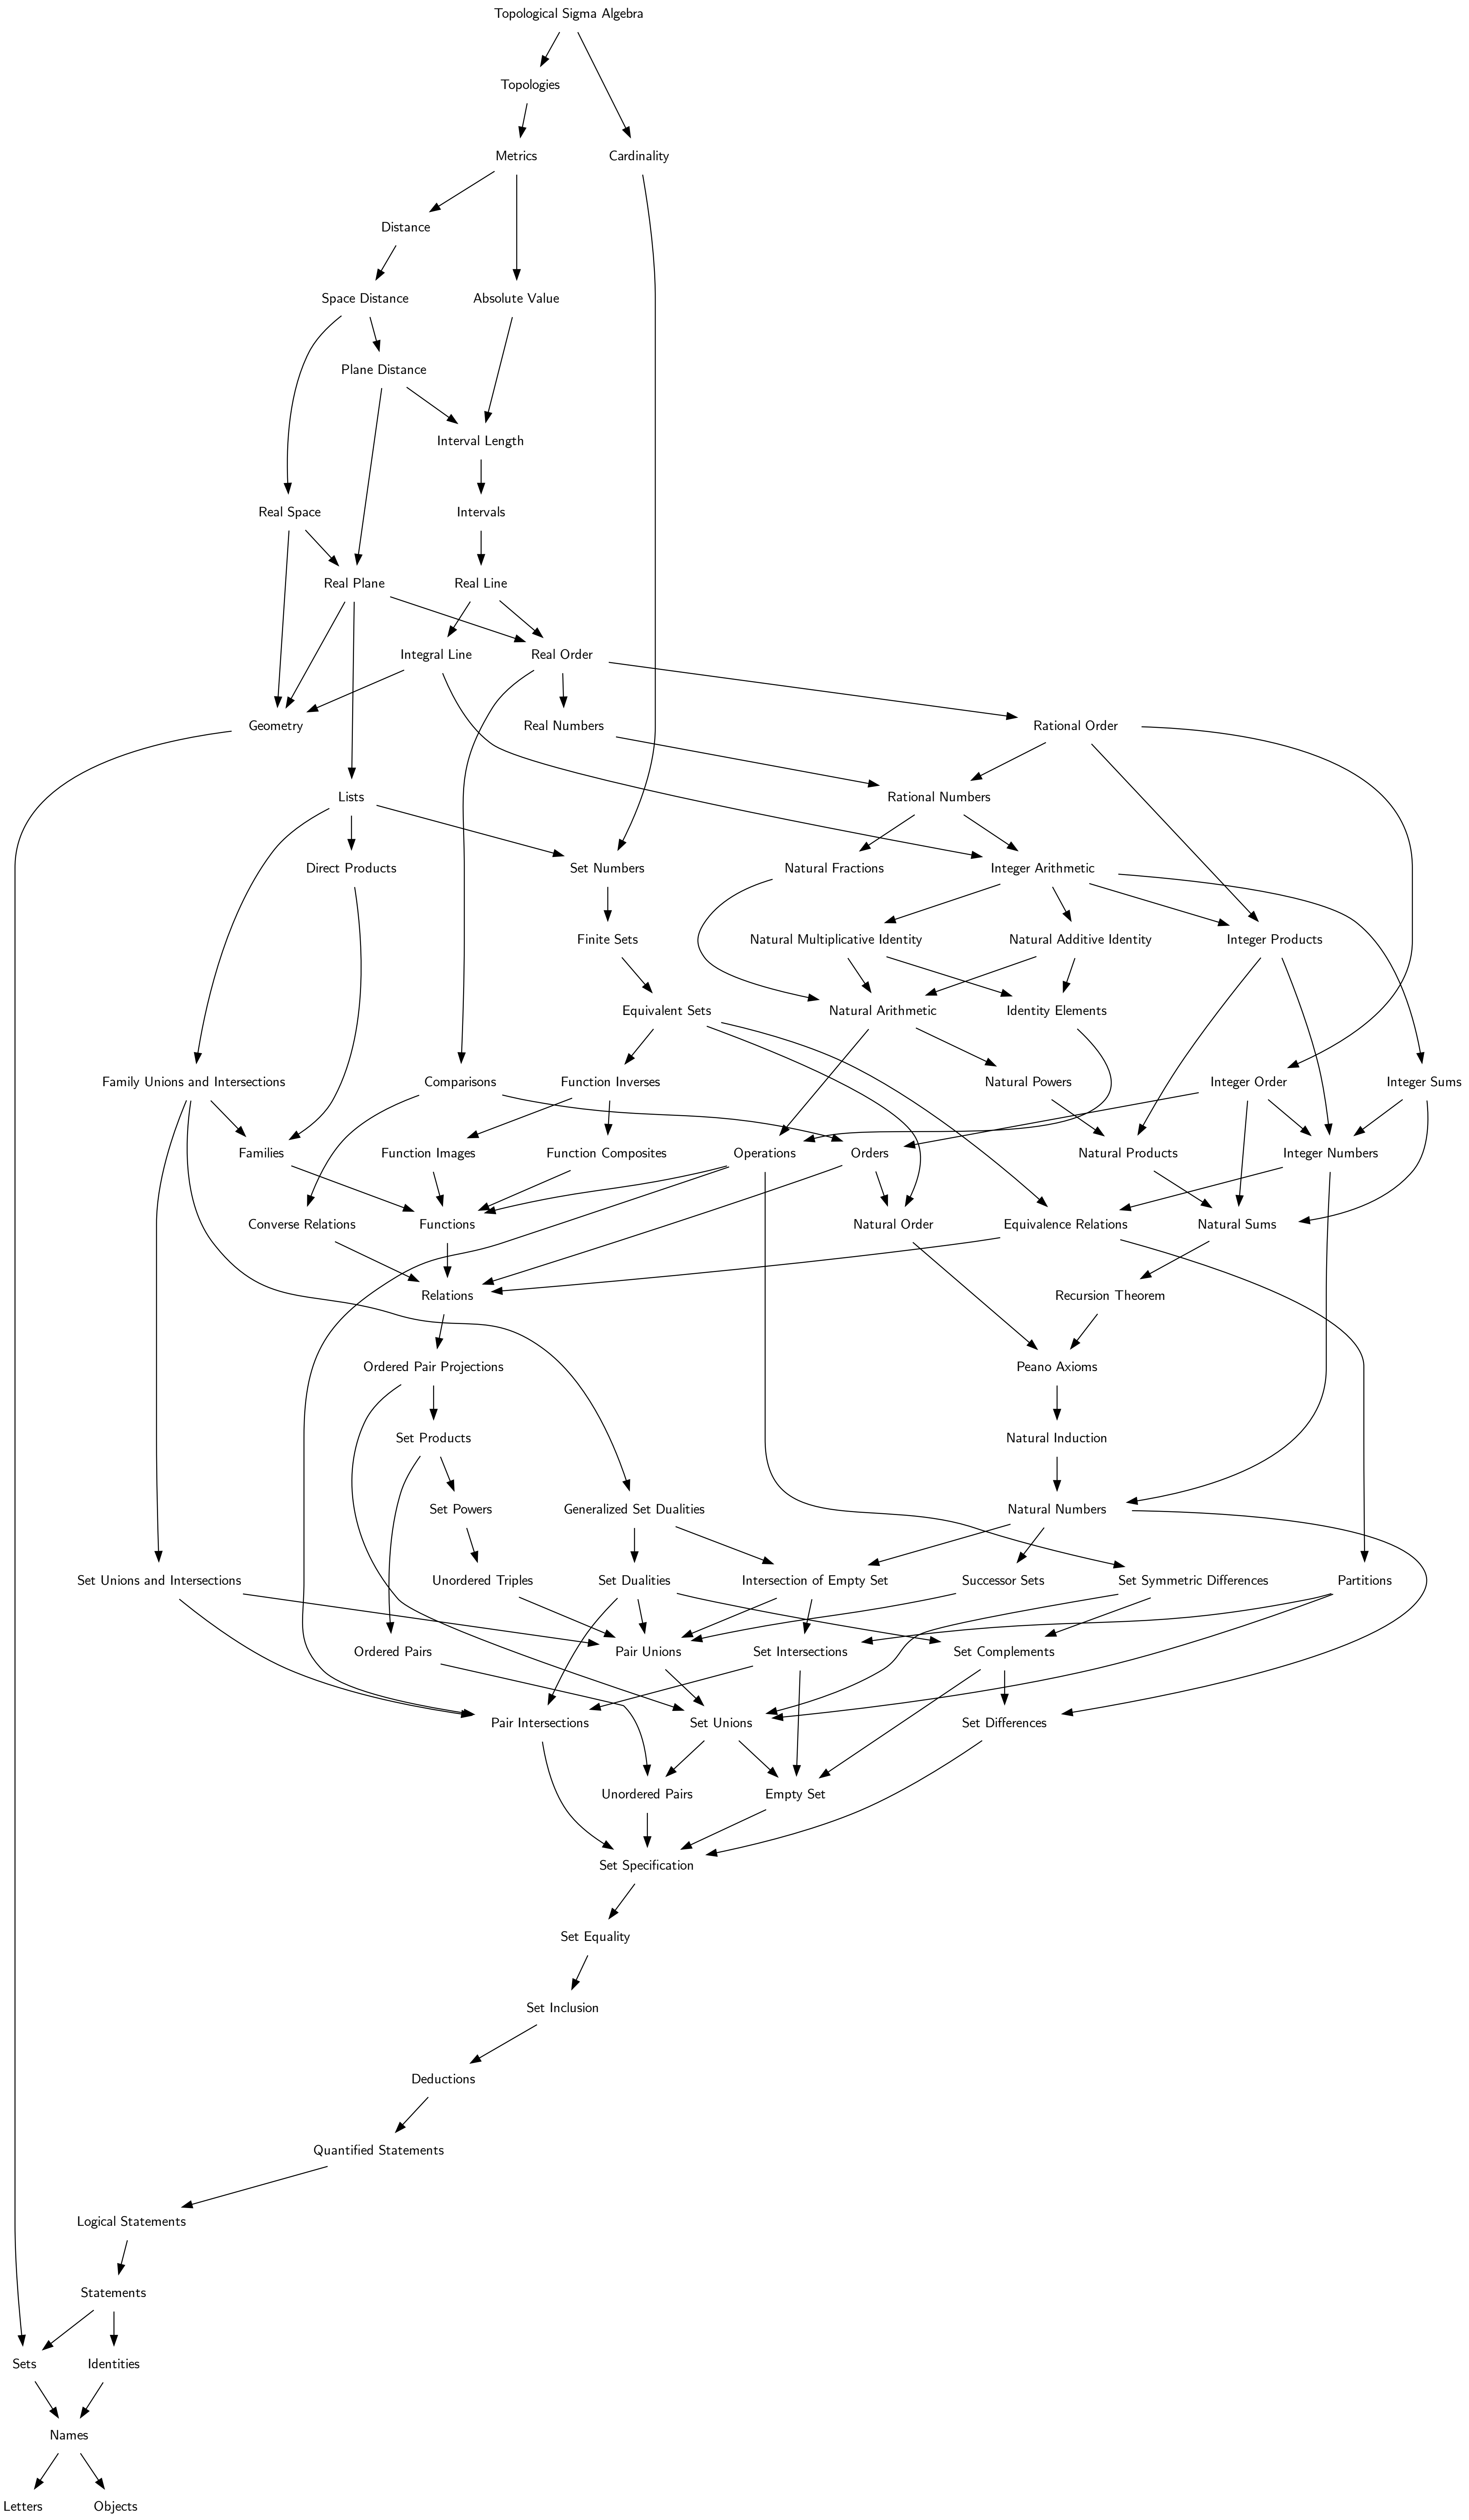 Topological Sigma Algebra
Topologies
Metrics
Cardinality
Distance
Space Distance
Absolute Value
Plane Distance
Interval Length
Real Space
Intervals
Real Plane
Real Line
Integral Line
Real Order
Geometry
Real Numbers
Rational Order
Lists
Rational Numbers
Direct Products
Set Numbers
Natural Fractions
Integer Arithmetic
Finite Sets
Natural Multiplicative Identity
Natural Additive Identity
Integer Products
Equivalent Sets
Natural Arithmetic
Identity Elements
Family Unions and Intersections
Comparisons
Function Inverses
Natural Powers
Integer Order
Integer Sums
Families
Function Images
Function Composites
Operations
Orders
Natural Products
Integer Numbers
Converse Relations
Functions
Natural Order
Equivalence Relations
Natural Sums
Relations
Recursion Theorem
Ordered Pair Projections
Peano Axioms
Set Products
Natural Induction
Set Powers
Generalized Set Dualities
Natural Numbers
Set Unions and Intersections
Unordered Triples
Set Dualities
Intersection of Empty Set
Successor Sets
Set Symmetric Differences
Partitions
Ordered Pairs
Pair Unions
Set Intersections
Set Complements
Pair Intersections
Set Unions
Set Differences
Unordered Pairs
Empty Set
Set Specification
Set Equality
Set Inclusion
Deductions
Quantified Statements
Logical Statements
Statements
Sets
Identities
Names
Letters
Objects